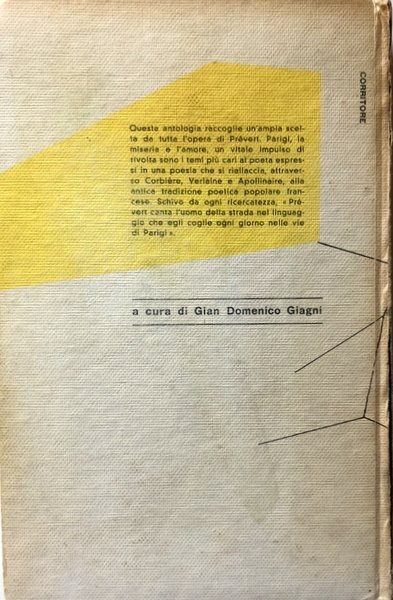 Questa antologia raccoglie un'ampia scel-
ta da tutta l'opera di Prévert. Parigi, la
miseria e l'amore, un vitale impulso di
rivolta sono i temi più cari al poeta espres-
si in una poesia che si riallaccia, attraver-
so Corbière, Verlaine e Apollinaire, alla
antica tradizione poetica popolare fran-
cese. Schivo da ogni ricercatezza, « Pré-
vert canta l'uomo della strada nel linguag-
gio che egli coglie ogni giorno nelle vie
di Parigi ».
a cura di Gian Domenico Giagni
CORRITORE